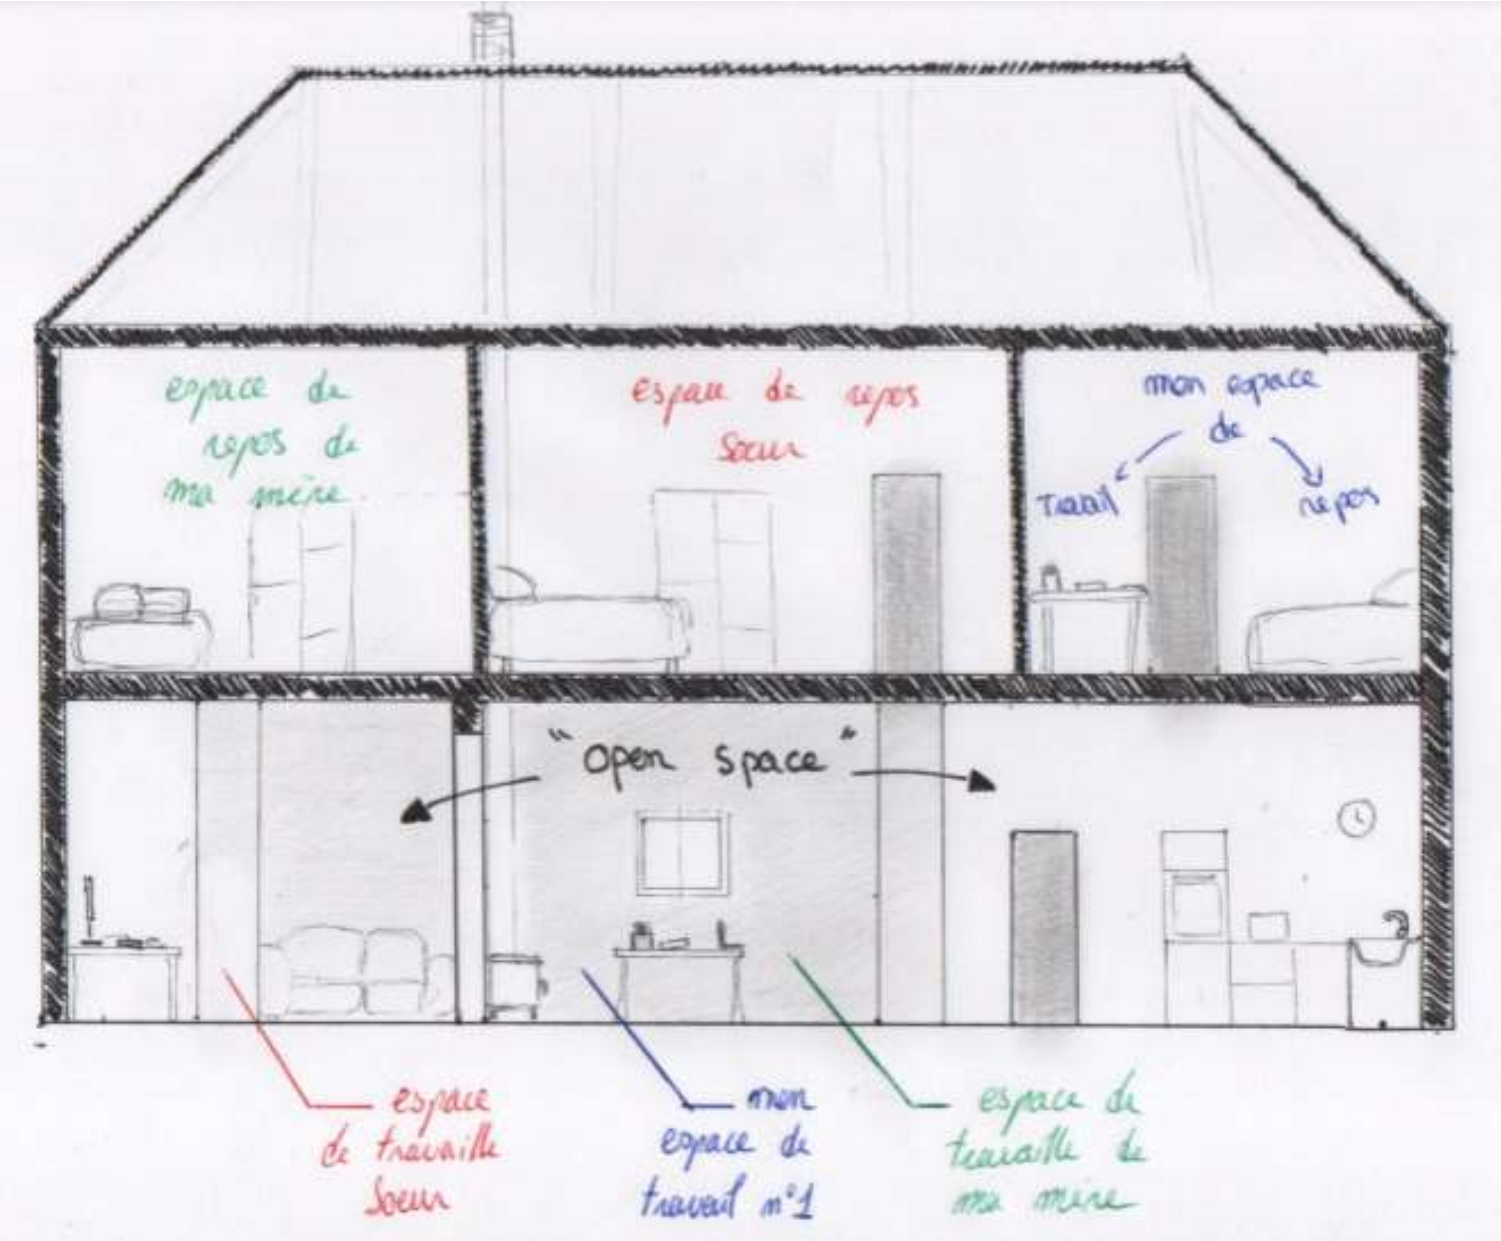 espace de
repos de
ma mère
espace de repos
Soeur
mon espace
de
Travail
repos
"open space"
espace
de travaille
Soeur
mon
espace de
travail n°1
espace de
travaille de
ma mère